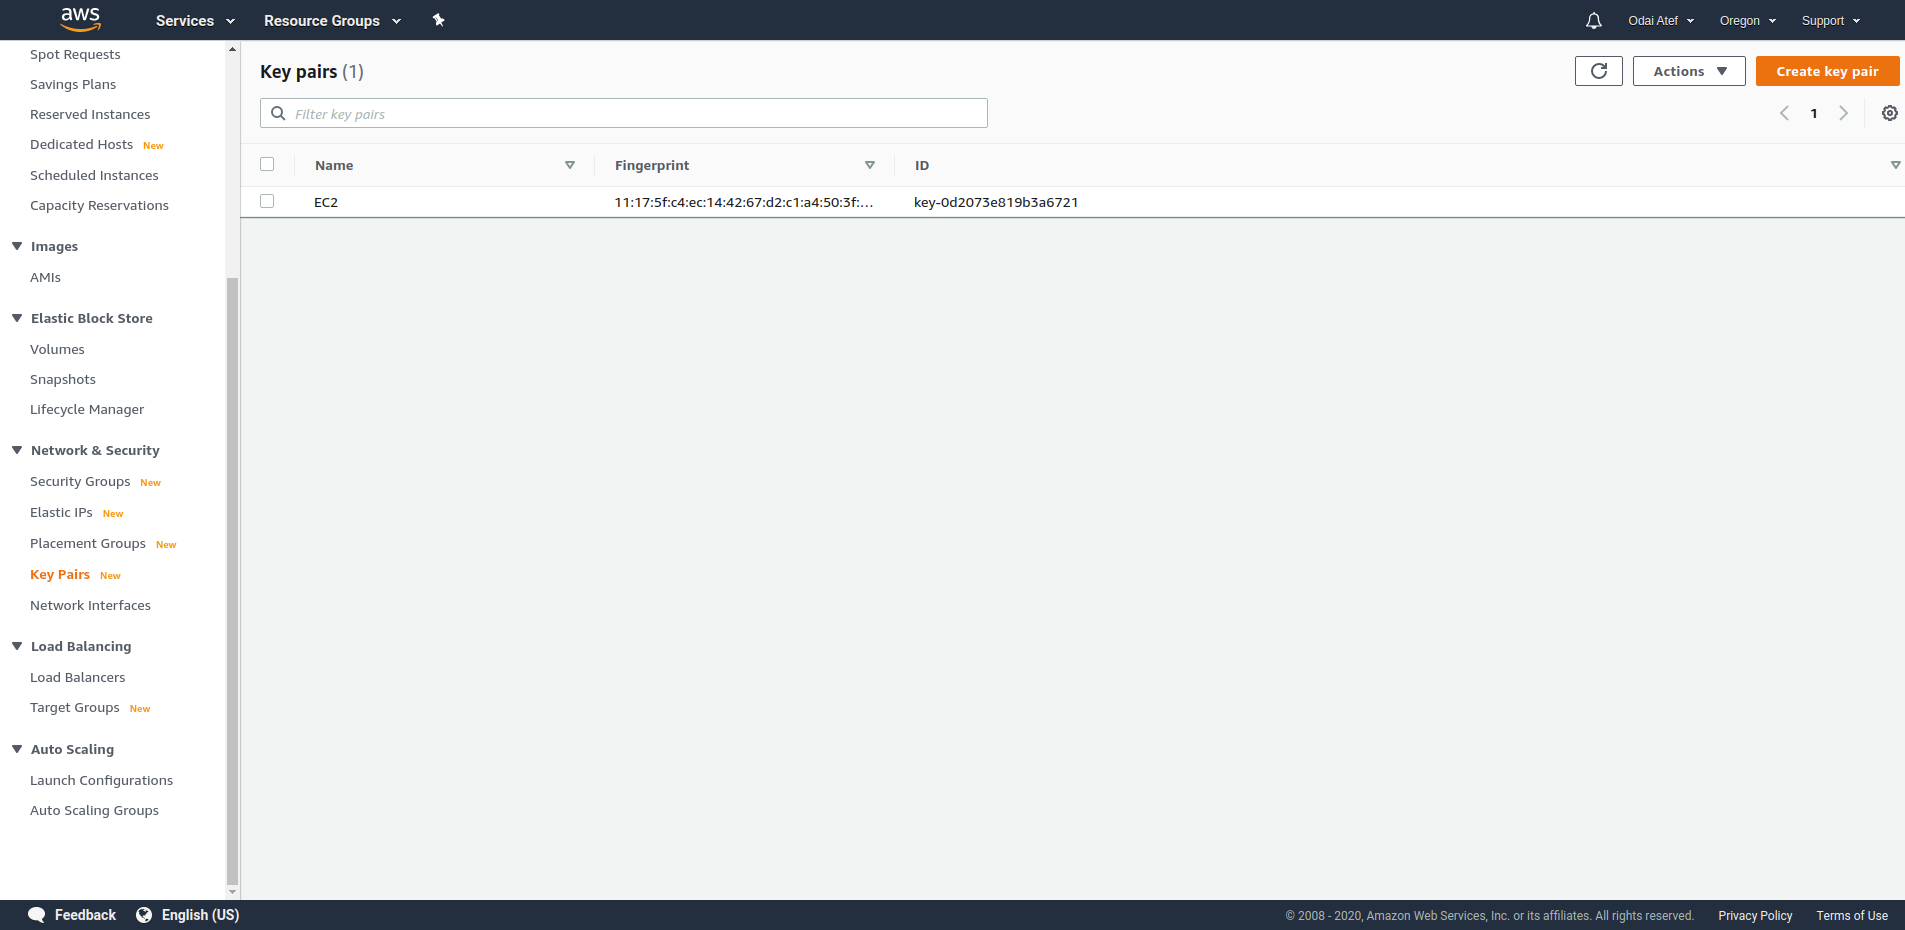 aws Services Resource Groups Odai Atef Oregon Support
Spot Requests
Savings Plans
Reserved Instances
Dedicated Hosts New
Scheduled Instances
Capacity Reservations
Images
AMIs
Elastic Block Store
Volumes
Snapshots
Lifecycle Manager
Network & Security
Security Groups New
Elastic IPs New
Placement Groups New
Key Pairs New
Network Interfaces
Load Balancing
Load Balancers
Target Groups New
Auto Scaling
Launch Configurations
Auto Scaling Groups
Key pairs (1)
Actions Create key pair
Filter key pairs
1
Name Fingerprint ID
EC2 11:17:5f:c4:ec:14:42:67:d2:c1:a4:50:3f:... key-0d2073e819b3a6721
Feedback English (US) © 2008 - 2020, Amazon Web Services, Inc. or its affiliates. All rights reserved. Privacy Policy Terms of Use